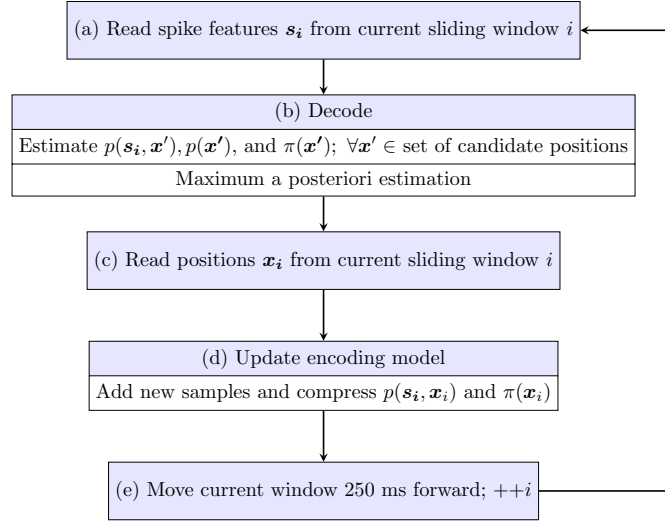 (a) Read spike features 𝒔𝒊 from current sliding window 𝑖
(b) Decode
Estimate 𝑝(𝒔𝒊, 𝒙′), 𝑝(𝒙′), and π(𝒙′); ∀𝒙′ ∈ set of candidate positions
Maximum a posteriori estimation
(c) Read positions 𝒙𝒊 from current sliding window 𝑖
(d) Update encoding model
Add new samples and compress 𝑝(𝒔𝒊, 𝒙𝑖) and π(𝒙𝑖)
(e) Move current window 250 ms forward; ++𝑖